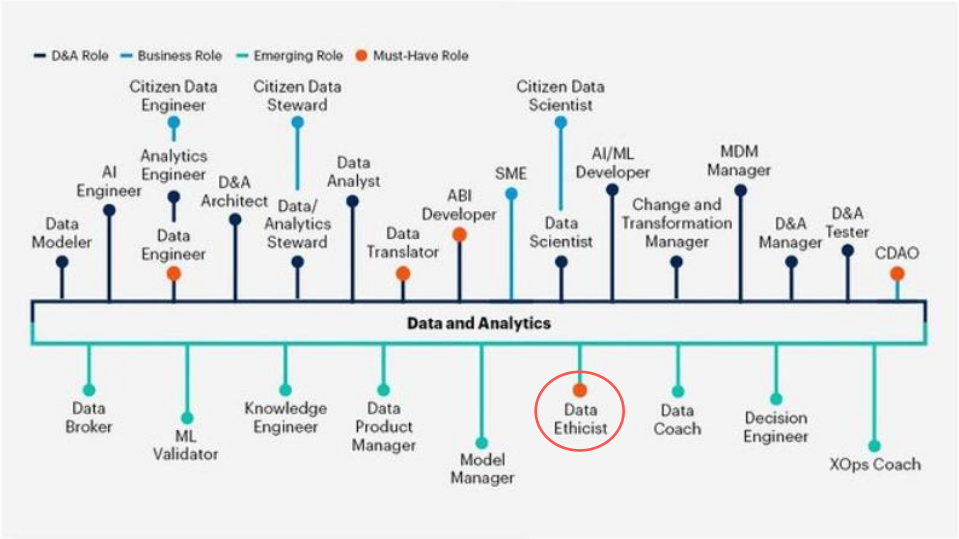 D&A Role
Business Role
Emerging Role
Must-Have Role
Citizen Data
Engineer
Citizen Data
Steward
Citizen Data
Scientist
Analytics
Engineer
AI
Engineer
D&A
Architect
Data
Analyst
SME
AI/ML
Developer
MDM
Manager
Data
Modeler
Data
Engineer
Data/
Analytics
Steward
Data
Translator
ABI
Developer
Data
Scientist
Change and
Transformation
Manager
D&A
Manager
D&A
Tester
CDAO
Data and Analytics
Data
Broker
ML
Validator
Knowledge
Engineer
Data
Product
Manager
Model
Manager
Data
Ethicist
Data
Coach
Decision
Engineer
XOps Coach